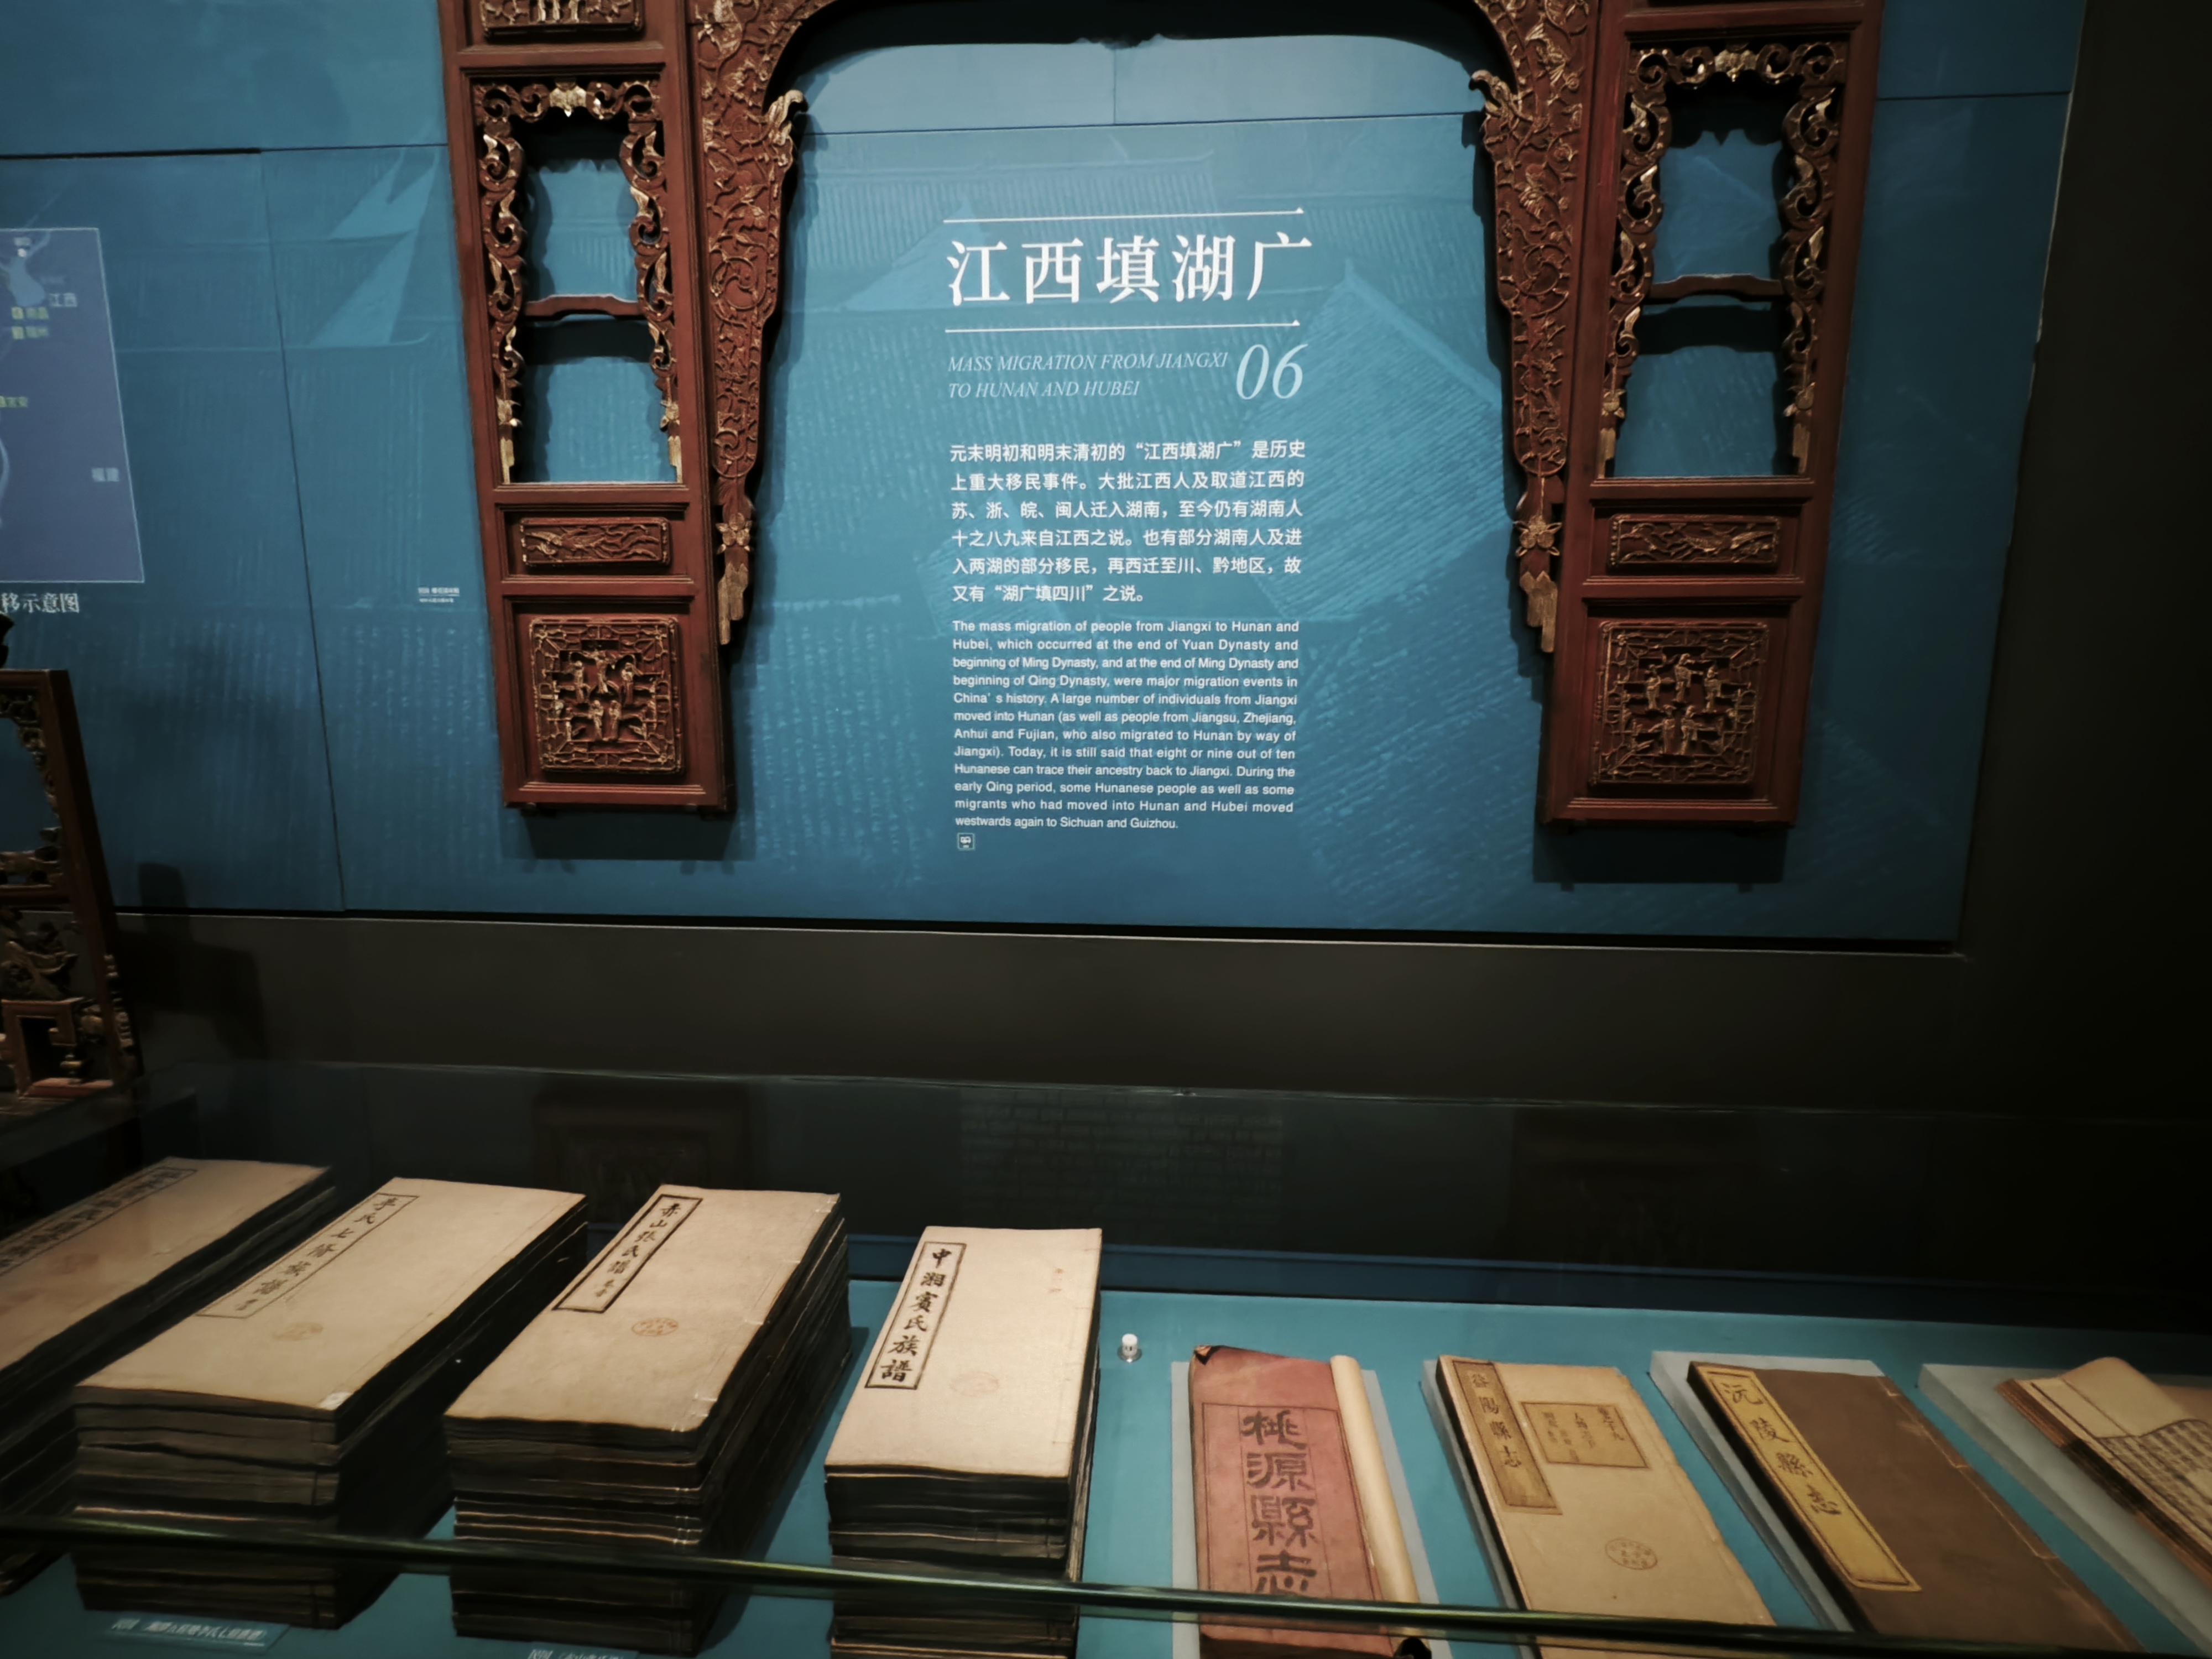 江西填湖广
MASS MIGRATION FROM JIANGXI
TO HUNAN AND HUBEI
06
元末明初和明末清初的“江西填湖广”是历史
上重大移民事件。大批江西人及取道江西的
苏、浙、皖、闽人迁入湖南，至今仍有湖南人
十之八九来自江西之说。也有部分湖南人及进
入两湖的部分移民，再西迁至川、黔地区，故
又有“湖广填四川”之说。
The mass migration of people from Jiangxi to Hunan and
Hubei, which occurred at the end of Yuan Dynasty and
beginning of Ming Dynasty, and at the end of Ming Dynasty and
beginning of Qing Dynasty, were major migration events in
China’s history. A large number of individuals from Jiangxi
moved into Hunan (as well as people from Jiangsu, Zhejiang,
Anhui and Fujian, who also migrated to Hunan by way of
Jiangxi). Today, it is still said that eight or nine out of ten
Hunanese can trace their ancestry back to Jiangxi. During the
early Qing period, some Hunanese people as well as some
migrants who had moved into Hunan and Hubei moved
westwards again to Sichuan and Guizhou.
江西
福建
移示意图
李氏七修族譜
赤山張氏譜
中湘賓氏族譜
桃源縣志
陽縣志
沅陵縣志